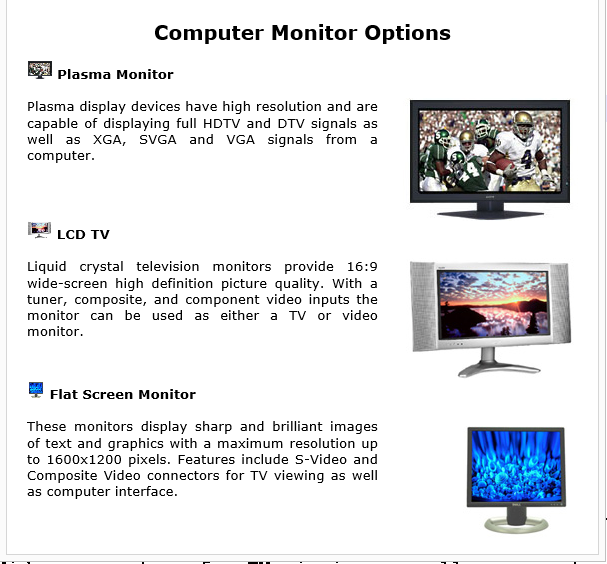 Computer Monitor Options
Plasma Monitor
Plasma display devices have high resolution and are
capable of displaying full HDTV and DTV signals as
well as XGA, SVGA and VGA signals from a
computer.
LCD TV
Liquid crystal television monitors provide 16:9
wide-screen high definition picture quality. With a
tuner, composite, and component video inputs the
monitor can be used as either a TV or video
monitor.
Flat Screen Monitor
These monitors display sharp and brilliant images
of text and graphics with a maximum resolution up
to 1600x1200 pixels. Features include S-Video and
Composite Video connectors for TV viewing as well
as computer interface.